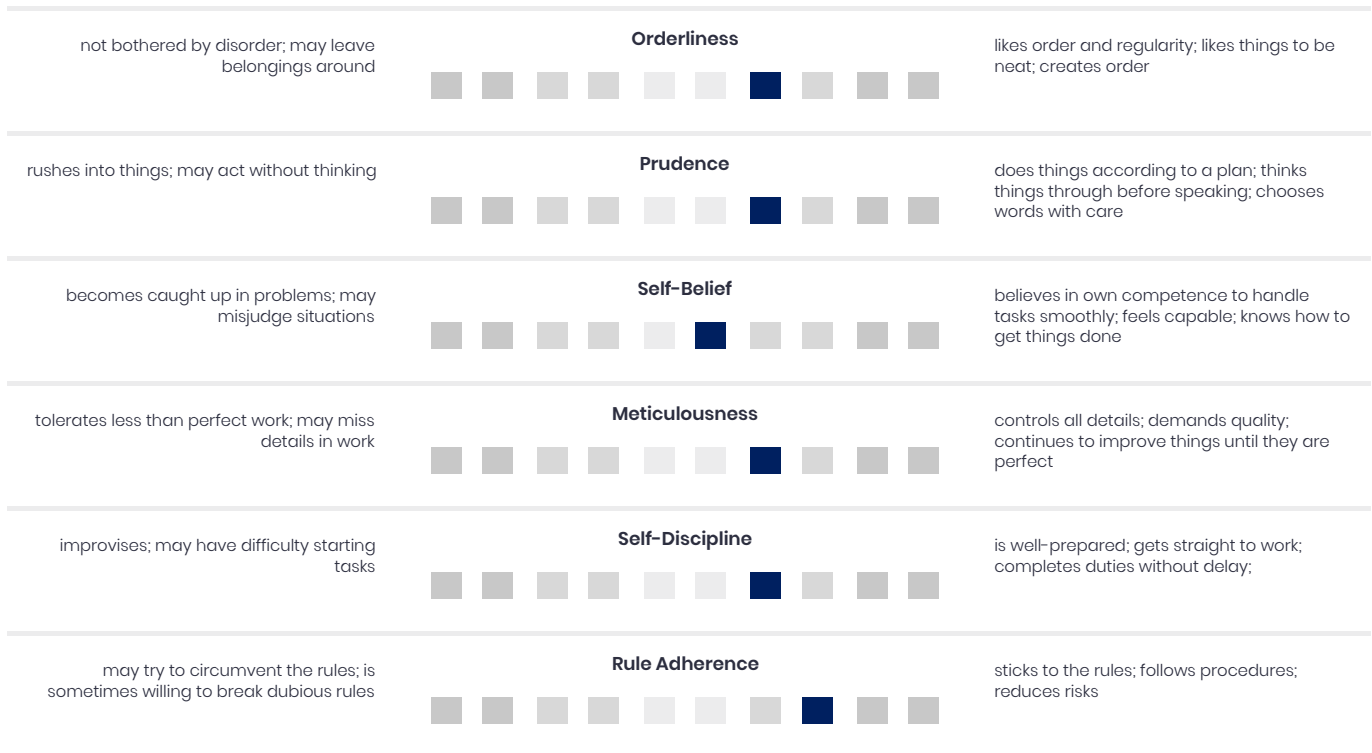 Orderliness
not bothered by disorder; may leave
belongings around
likes order and regularity; likes things to be
neat; creates order
Prudence
rushes into things; may act without thinking
does things according to a plan; thinks
things through before speaking; chooses
words with care
Self-Belief
becomes caught up in problems; may
misjudge situations
believes in own competence to handle
tasks smoothly; feels capable; knows how to
get things done
Meticulousness
tolerates less than perfect work; may miss
details in work
controls all details; demands quality;
continues to improve things until they are
perfect
Self-Discipline
improvises; may have difficulty starting
tasks
is well-prepared; gets straight to work;
completes duties without delay;
Rule Adherence
may try to circumvent the rules; is
sometimes willing to break dubious rules
sticks to the rules; follows procedures;
reduces risks